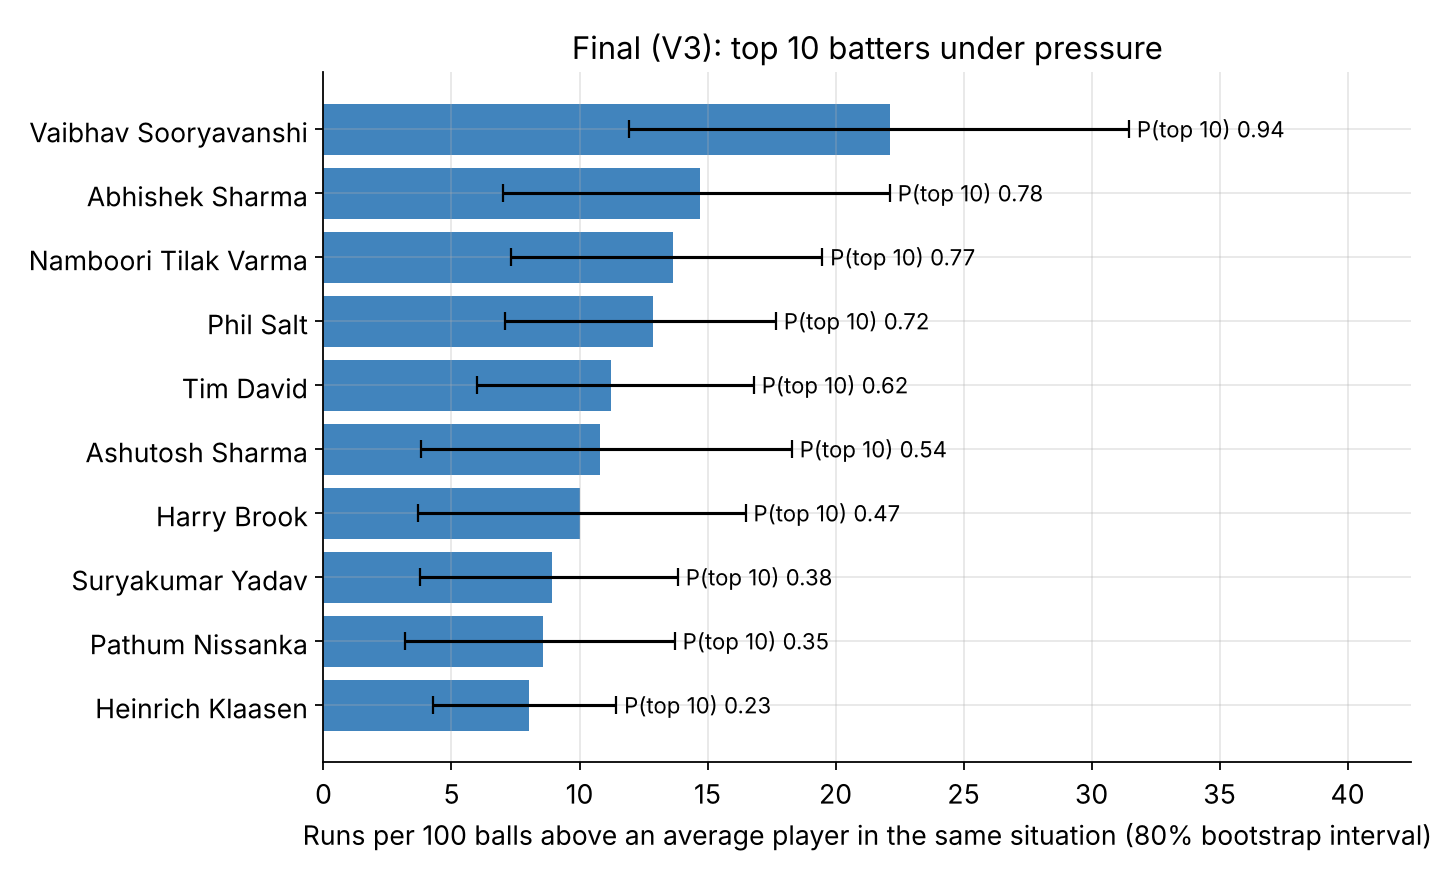 Final (V3): top 10 batters under pressure
Vaibhav Sooryavanshi P(top 10) 0.94
Abhishek Sharma P(top 10) 0.78
Namboori Tilak Varma P(top 10) 0.77
Phil Salt P(top 10) 0.72
Tim David P(top 10) 0.62
Ashutosh Sharma P(top 10) 0.54
Harry Brook P(top 10) 0.47
Suryakumar Yadav P(top 10) 0.38
Pathum Nissanka P(top 10) 0.35
Heinrich Klaasen P(top 10) 0.23
0 5 10 15 20 25 30 35 40
Runs per 100 balls above an average player in the same situation (80% bootstrap interval)